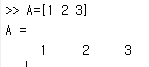 >> A=[1 2 3]
A =
1 2 3